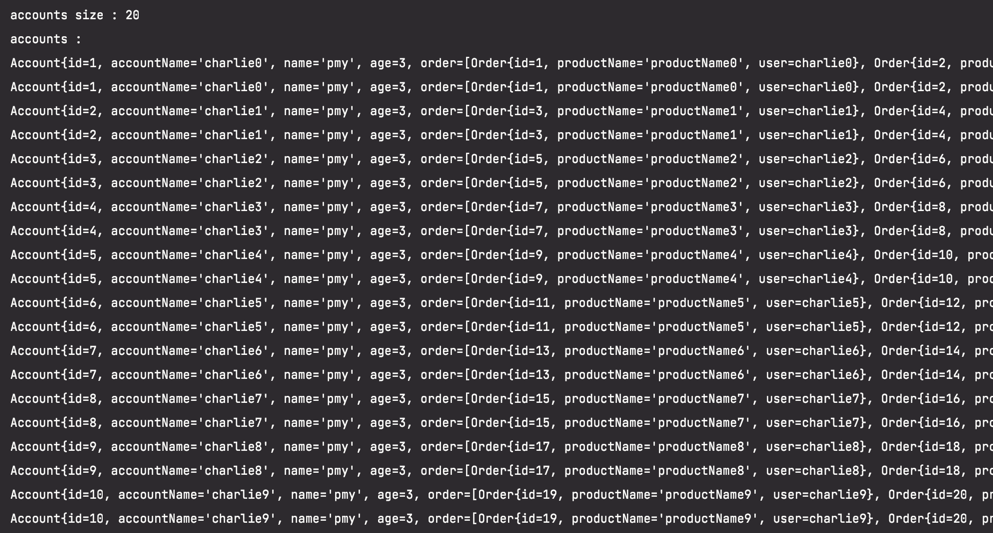 accounts size : 20
accounts :
Account{id=1, accountName='charlie0', name='pmy', age=3, order=[Order{id=1, productName='productName0', user=charlie0}, Order{id=2, produ
Account{id=1, accountName='charlie0', name='pmy', age=3, order=[Order{id=1, productName='productName0', user=charlie0}, Order{id=2, produ
Account{id=2, accountName='charlie1', name='pmy', age=3, order=[Order{id=3, productName='productName1', user=charlie1}, Order{id=4, produ
Account{id=2, accountName='charlie1', name='pmy', age=3, order=[Order{id=3, productName='productName1', user=charlie1}, Order{id=4, produ
Account{id=3, accountName='charlie2', name='pmy', age=3, order=[Order{id=5, productName='productName2', user=charlie2}, Order{id=6, produ
Account{id=3, accountName='charlie2', name='pmy', age=3, order=[Order{id=5, productName='productName2', user=charlie2}, Order{id=6, produ
Account{id=4, accountName='charlie3', name='pmy', age=3, order=[Order{id=7, productName='productName3', user=charlie3}, Order{id=8, produ
Account{id=4, accountName='charlie3', name='pmy', age=3, order=[Order{id=7, productName='productName3', user=charlie3}, Order{id=8, produ
Account{id=5, accountName='charlie4', name='pmy', age=3, order=[Order{id=9, productName='productName4', user=charlie4}, Order{id=10, prod
Account{id=5, accountName='charlie4', name='pmy', age=3, order=[Order{id=9, productName='productName4', user=charlie4}, Order{id=10, prod
Account{id=6, accountName='charlie5', name='pmy', age=3, order=[Order{id=11, productName='productName5', user=charlie5}, Order{id=12, pro
Account{id=6, accountName='charlie5', name='pmy', age=3, order=[Order{id=11, productName='productName5', user=charlie5}, Order{id=12, pro
Account{id=7, accountName='charlie6', name='pmy', age=3, order=[Order{id=13, productName='productName6', user=charlie6}, Order{id=14, pro
Account{id=7, accountName='charlie6', name='pmy', age=3, order=[Order{id=13, productName='productName6', user=charlie6}, Order{id=14, pro
Account{id=8, accountName='charlie7', name='pmy', age=3, order=[Order{id=15, productName='productName7', user=charlie7}, Order{id=16, pro
Account{id=8, accountName='charlie7', name='pmy', age=3, order=[Order{id=15, productName='productName7', user=charlie7}, Order{id=16, pro
Account{id=9, accountName='charlie8', name='pmy', age=3, order=[Order{id=17, productName='productName8', user=charlie8}, Order{id=18, pro
Account{id=9, accountName='charlie8', name='pmy', age=3, order=[Order{id=17, productName='productName8', user=charlie8}, Order{id=18, pro
Account{id=10, accountName='charlie9', name='pmy', age=3, order=[Order{id=19, productName='productName9', user=charlie9}, Order{id=20, pr
Account{id=10, accountName='charlie9', name='pmy', age=3, order=[Order{id=19, productName='productName9', user=charlie9}, Order{id=20, pr